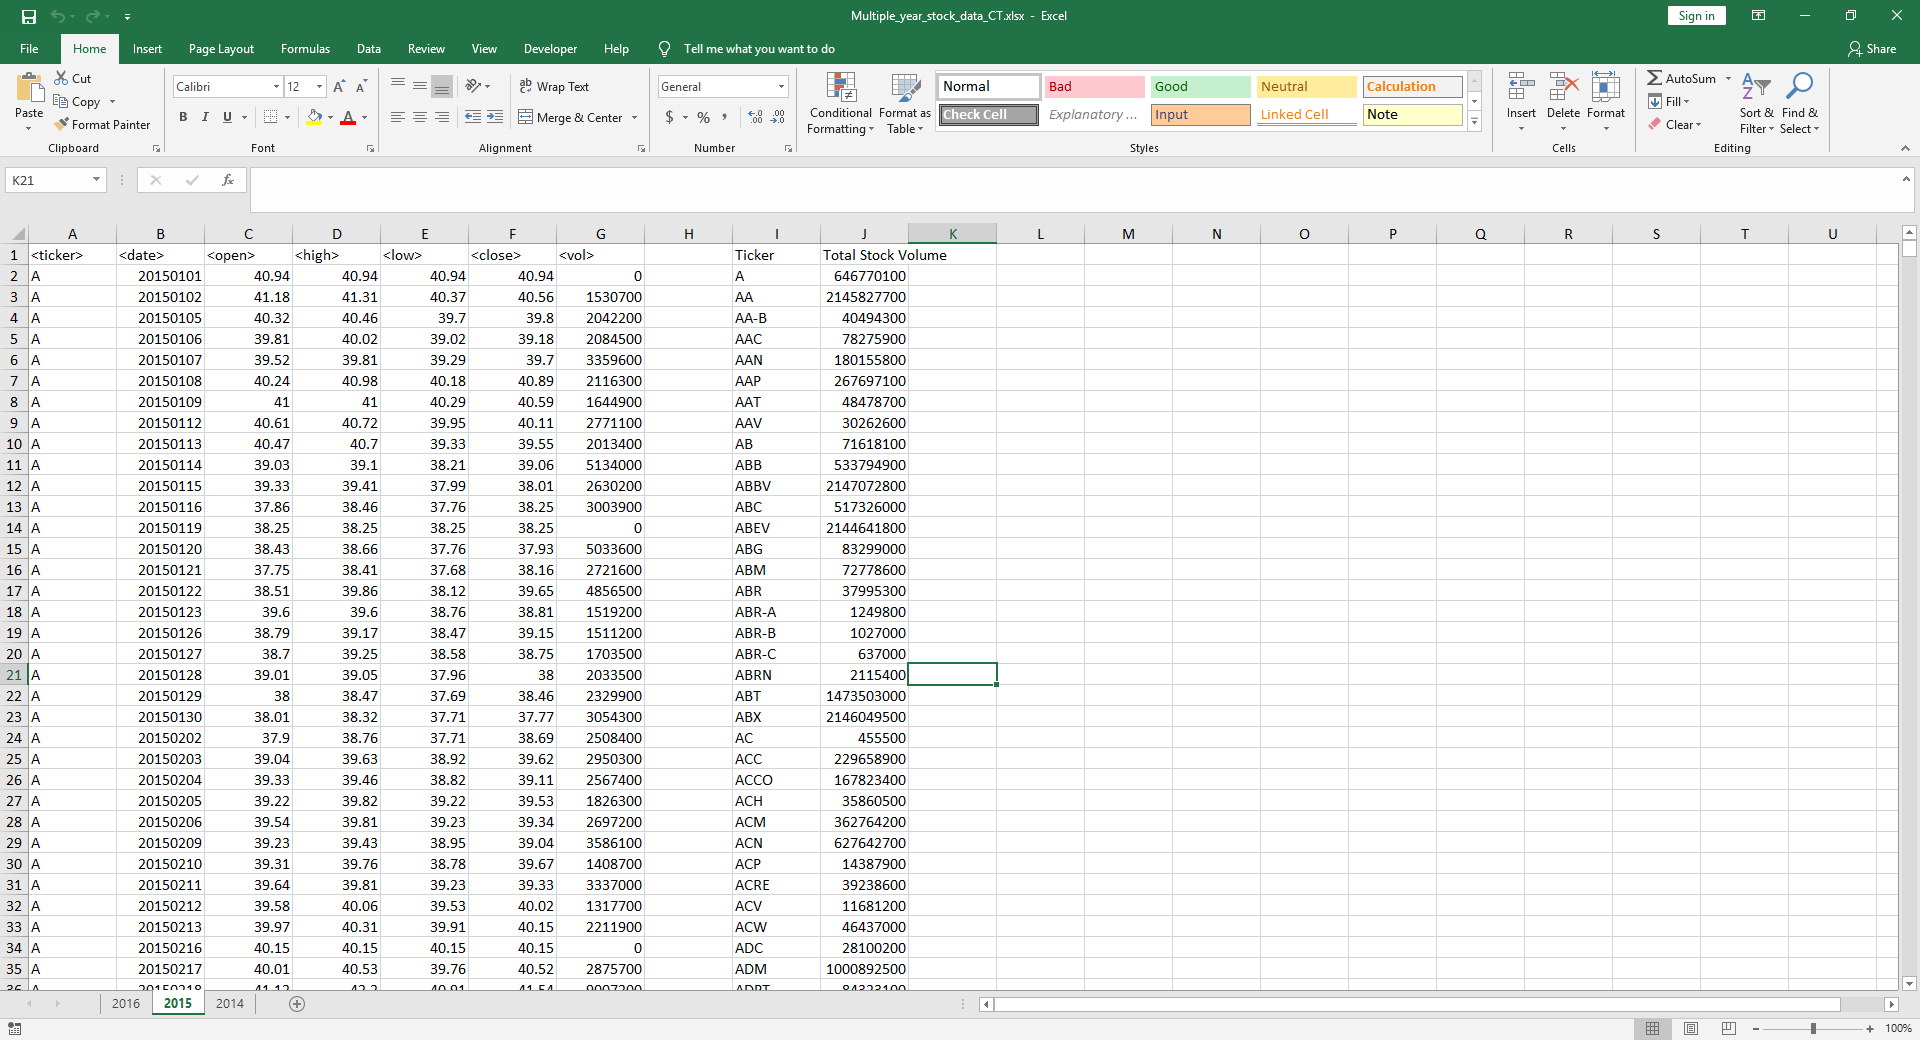 Multiple_year_stock_data_CT.xlsx - Excel
Sign in
File Home Insert Page Layout Formulas Data Review View Developer Help Tell me what you want to do Share
Paste Cut Copy Format Painter Clipboard
Calibri 12 B I U A A A Font
Wrap Text Merge & Center Alignment
General $ % , Number
Conditional Formatting Format as Table
Normal Bad Good Neutral Calculation
Check Cell Explanatory ... Input Linked Cell Note
Styles
Insert Delete Format Cells
AutoSum Fill Clear Sort & Filter Find & Select Editing
K21 fx
A B C D E F G H I J K L M N O P Q R S T U
1 <ticker> <date> <open> <high> <low> <close> <vol> Ticker Total Stock Volume
2 A 20150101 40.94 40.94 40.94 40.94 0 A 646770100
3 A 20150102 41.18 41.31 40.37 40.56 1530700 AA 2145827700
4 A 20150105 40.32 40.46 39.7 39.8 2042200 AA-B 40494300
5 A 20150106 39.81 40.02 39.02 39.18 2084500 AAC 78275900
6 A 20150107 39.52 39.81 39.29 39.7 3359600 AAN 180155800
7 A 20150108 40.24 40.98 40.18 40.89 2116300 AAP 267697100
8 A 20150109 41 41 40.29 40.59 1644900 AAT 48478700
9 A 20150112 40.61 40.72 39.95 40.11 2771100 AAV 30262600
10 A 20150113 40.47 40.7 39.33 39.55 2013400 AB 71618100
11 A 20150114 39.03 39.1 38.21 39.06 5134000 ABB 533794900
12 A 20150115 39.33 39.41 37.99 38.01 2630200 ABBV 2147072800
13 A 20150116 37.86 38.46 37.76 38.25 3003900 ABC 517326000
14 A 20150119 38.25 38.25 38.25 38.25 0 ABEV 2144641800
15 A 20150120 38.43 38.66 37.76 37.93 5033600 ABG 83299000
16 A 20150121 37.75 38.41 37.68 38.16 2721600 ABM 72778600
17 A 20150122 38.51 39.86 38.12 39.65 4856500 ABR 37995300
18 A 20150123 39.6 39.6 38.76 38.81 1519200 ABR-A 1249800
19 A 20150126 38.79 39.17 38.47 39.15 1511200 ABR-B 1027000
20 A 20150127 38.7 39.25 38.58 38.75 1703500 ABR-C 637000
21 A 20150128 39.01 39.05 37.96 38 2033500 ABRN 2115400
22 A 20150129 38 38.47 37.69 38.46 2329900 ABT 1473503000
23 A 20150130 38.01 38.32 37.71 37.77 3054300 ABX 2146049500
24 A 20150202 37.9 38.76 37.71 38.69 2508400 AC 455500
25 A 20150203 39.04 39.63 38.92 39.62 2950300 ACC 229658900
26 A 20150204 39.33 39.46 38.82 39.11 2567400 ACCO 167823400
27 A 20150205 39.22 39.82 39.22 39.53 1826300 ACH 35860500
28 A 20150206 39.54 39.81 39.23 39.34 2697200 ACM 362764200
29 A 20150209 39.23 39.43 38.95 39.04 3586100 ACN 627642700
30 A 20150210 39.31 39.76 38.78 39.67 1408700 ACP 14387900
31 A 20150211 39.64 39.81 39.23 39.33 3337000 ACRE 39238600
32 A 20150212 39.58 40.06 39.53 40.02 1317700 ACV 11681200
33 A 20150213 39.97 40.31 39.91 40.15 2211900 ACW 46437000
34 A 20150216 40.15 40.15 40.15 40.15 0 ADC 28100200
35 A 20150217 40.01 40.53 39.76 40.52 2875700 ADM 1000892500
2016 2015 2014
100%